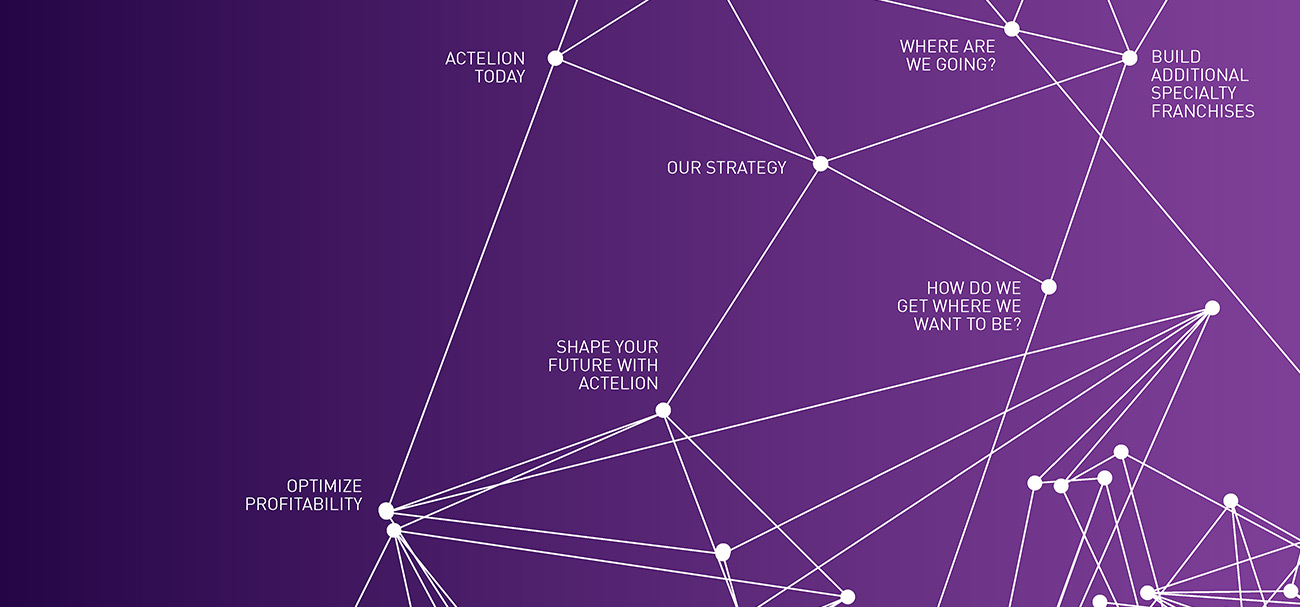 ACTELION
TODAY
WHERE ARE
WE GOING?
BUILD
ADDITIONAL
SPECIALTY
FRANCHISES
OUR STRATEGY
HOW DO WE
GET WHERE WE
WANT TO BE?
SHAPE YOUR
FUTURE WITH
ACTELION
OPTIMIZE
PROFITABILITY